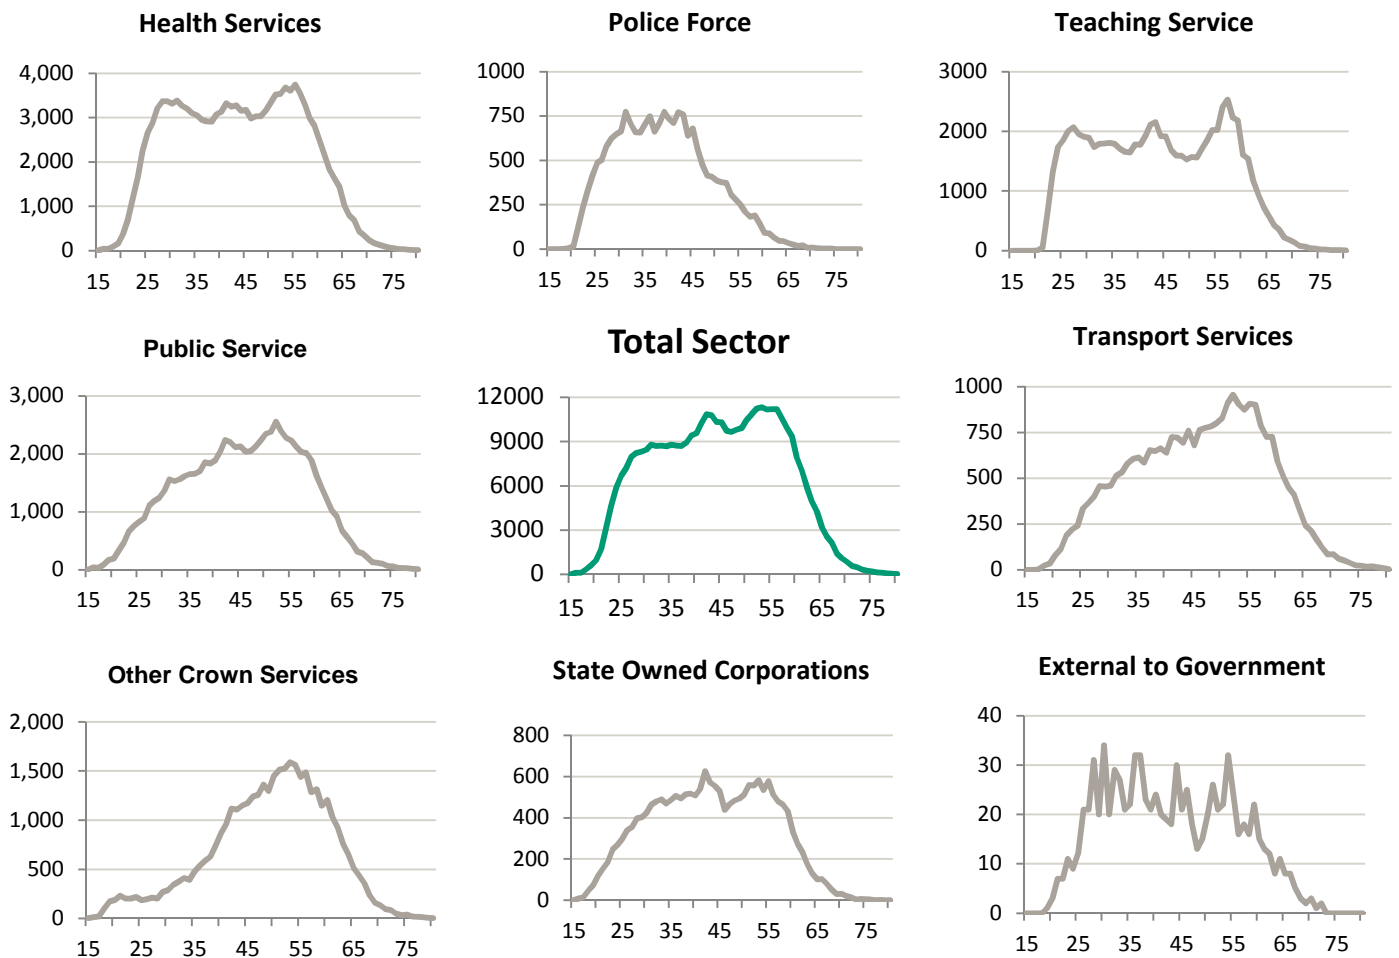 Health Services
4,000
3,000
2,000
1,000
0
15 25 35 45 55 65 75
Police Force
1000
750
500
250
0
15 25 35 45 55 65 75
Teaching Service
3000
2000
1000
0
15 25 35 45 55 65 75
Public Service
3,000
2,000
1,000
0
15 25 35 45 55 65 75
Total Sector
12000
9000
6000
3000
0
15 25 35 45 55 65 75
Transport Services
1000
750
500
250
0
15 25 35 45 55 65 75
Other Crown Services
2,000
1,500
1,000
500
0
15 25 35 45 55 65 75
State Owned Corporations
800
600
400
200
0
15 25 35 45 55 65 75
External to Government
40
30
20
10
0
15 25 35 45 55 65 75